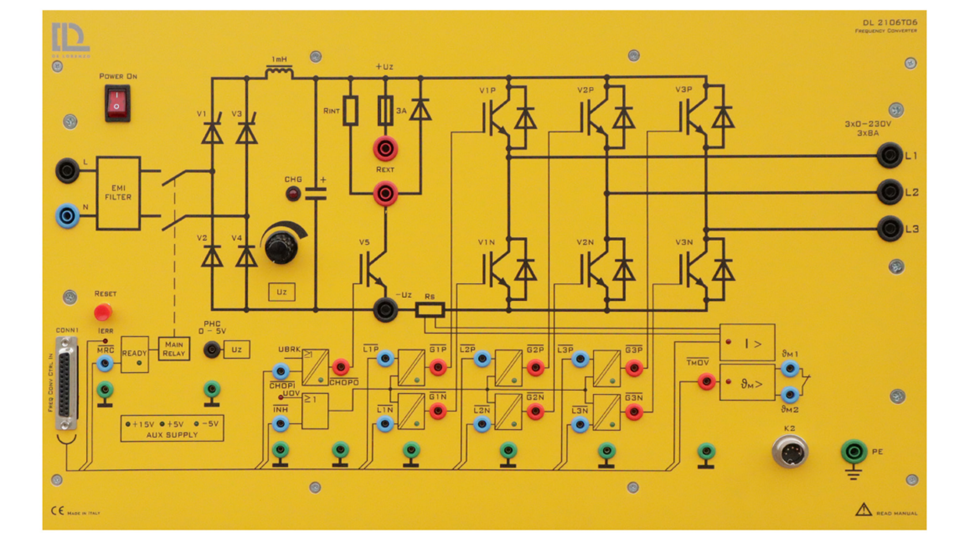 DL 2106T06
Frequency Converter
DE LORENZO
1mH
+Uz
Power On
I
O
V1
V3
Rint
3A
V1P
V2P
V3P
3x0-230V
3x8A
Rext
L
EMI
FILTER
L1
CHG
+
L2
N
L3
V2
V4
V5
V1N
V2N
V3N
Uz
-Uz
Rs
Reset
CONN1
Freq Conv Ctrl In
IERR
MRC
READY
Main
Relay
PHC
0 - 5V
Uz
UBRK
CHOPI
CHOPO
UOV
INH
≥1
L1P
G1P
L2P
G2P
L3P
G3P
L1N
G1N
L2N
G2N
L3N
G3N
I >
TMOV
ϑM>
ϑM1
ϑM2
+15V
+5V
-5V
AUX SUPPLY
K2
PE
CE Made in Italy
Read manual